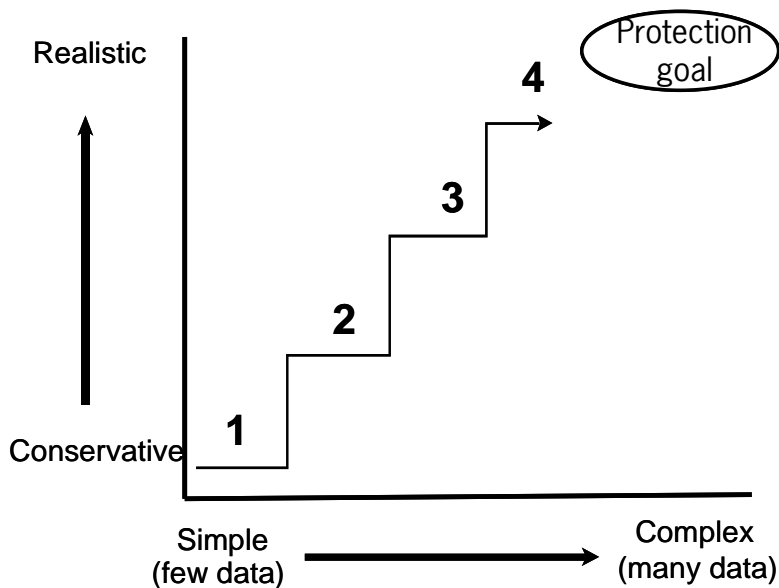 Protection
goal
Realistic
4
3
2
1
Conservative
Simple
(few data)
Complex
(many data)